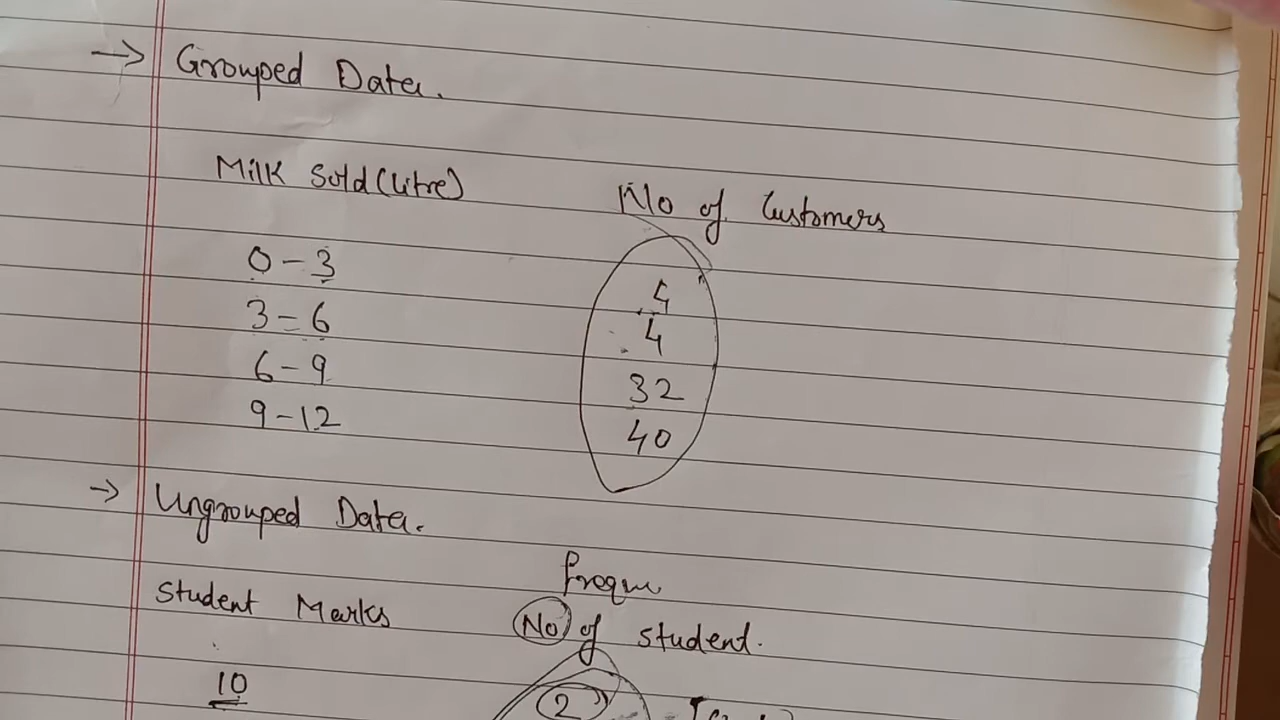 → Grouped Data.
Milk Sold (litre) No of Customers
0 - 3 4
3 - 6 4
6 - 9 32
9 - 12 40
→ Ungrouped Data.
frequ
Student Marks No of student.
10 2